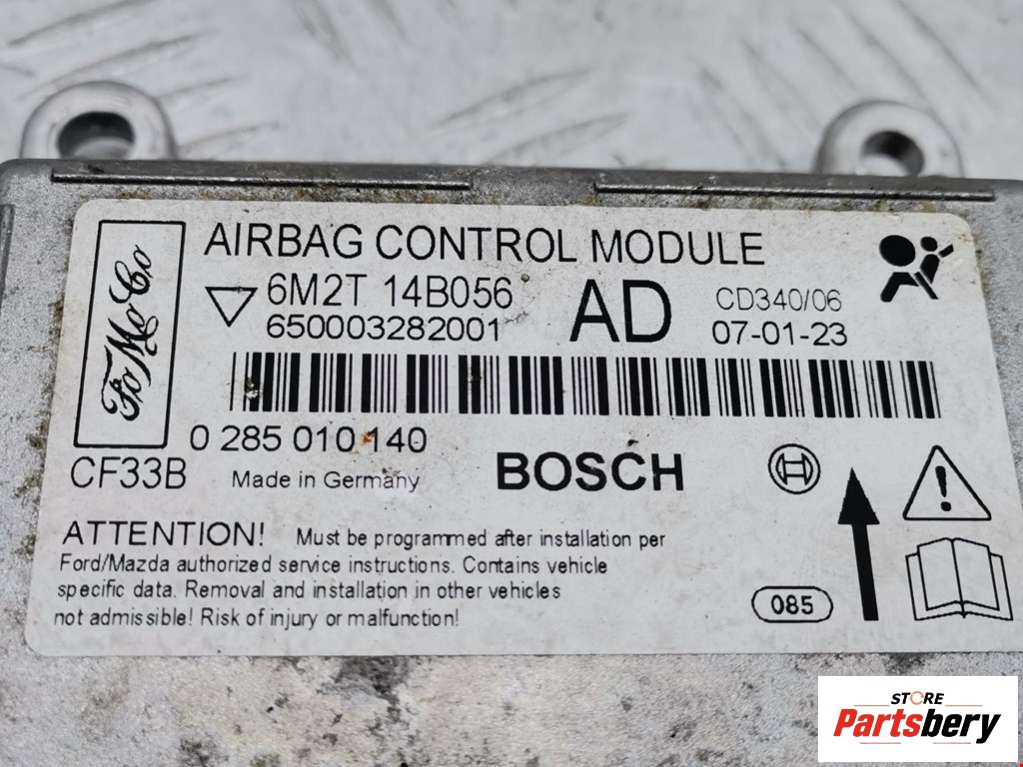 FoMoCo
AIRBAG CONTROL MODULE
6M2T 14B056
650003282001
AD
CD340/06
07-01-23
0 285 010 140
CF33B
Made in Germany
BOSCH
ATTENTION! Must be programmed after installation per
Ford/Mazda authorized service instructions. Contains vehicle
specific data. Removal and installation in other vehicles
not admissible! Risk of injury or malfunction!
085
STORE
Partsbery